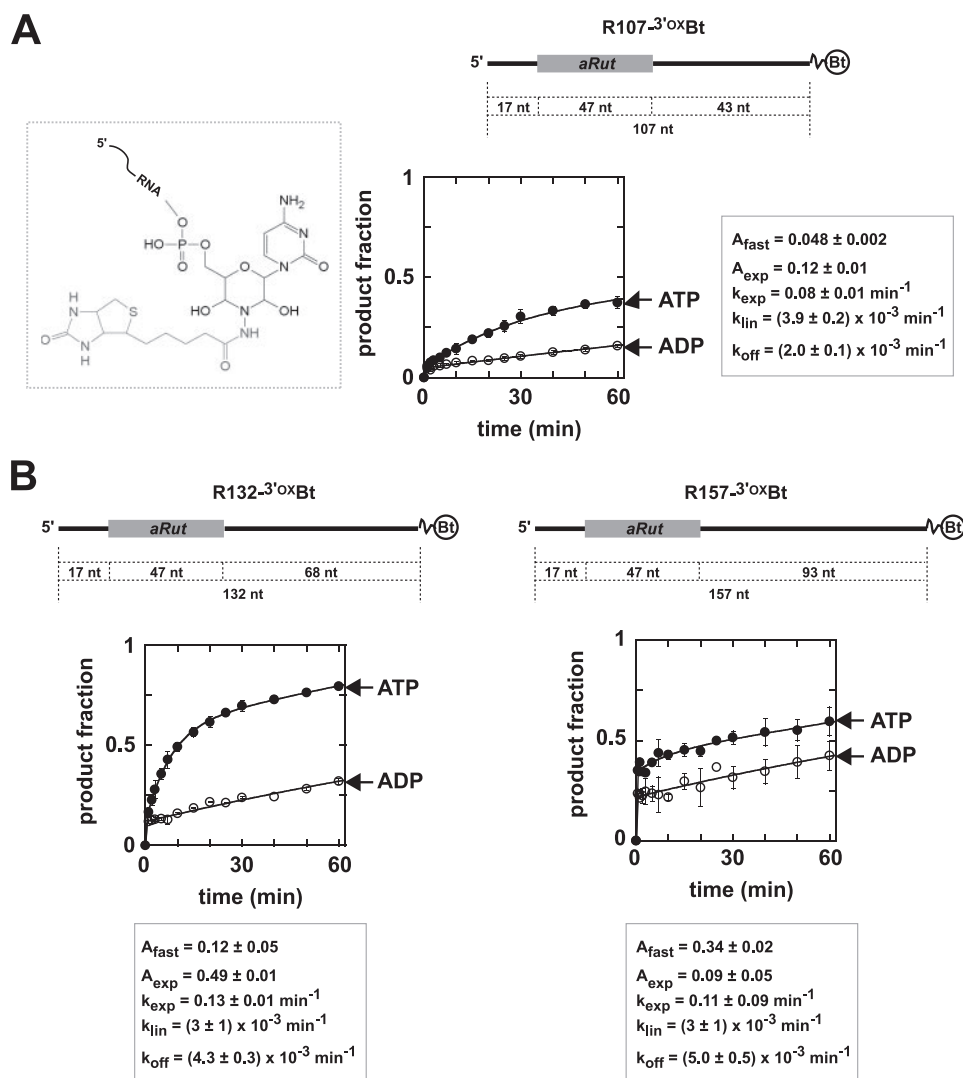 A
R107-3'oxBt
5' aRut Bt
17 nt 47 nt 43 nt
107 nt
5'
RNA
NH2
O
HO P O
O
N
N O
O
HO OH
N
NH
O
S
H N
O
N H
product fraction
1
0.5
0
0 30 60
time (min)
ATP
ADP
Afast = 0.048 ± 0.002
Aexp = 0.12 ± 0.01
kexp = 0.08 ± 0.01 min-1
klin = (3.9 ± 0.2) x 10-3 min-1
koff = (2.0 ± 0.1) x 10-3 min-1
B
R132-3'oxBt
5' aRut Bt
17 nt 47 nt 68 nt
132 nt
product fraction
1
0.5
0
0 30 60
time (min)
ATP
ADP
Afast = 0.12 ± 0.05
Aexp = 0.49 ± 0.01
kexp = 0.13 ± 0.01 min-1
klin = (3 ± 1) x 10-3 min-1
koff = (4.3 ± 0.3) x 10-3 min-1
R157-3'oxBt
5' aRut Bt
17 nt 47 nt 93 nt
157 nt
product fraction
1
0.5
0
0 30 60
time (min)
ATP
ADP
Afast = 0.34 ± 0.02
Aexp = 0.09 ± 0.05
kexp = 0.11 ± 0.09 min-1
klin = (3 ± 1) x 10-3 min-1
koff = (5.0 ± 0.5) x 10-3 min-1